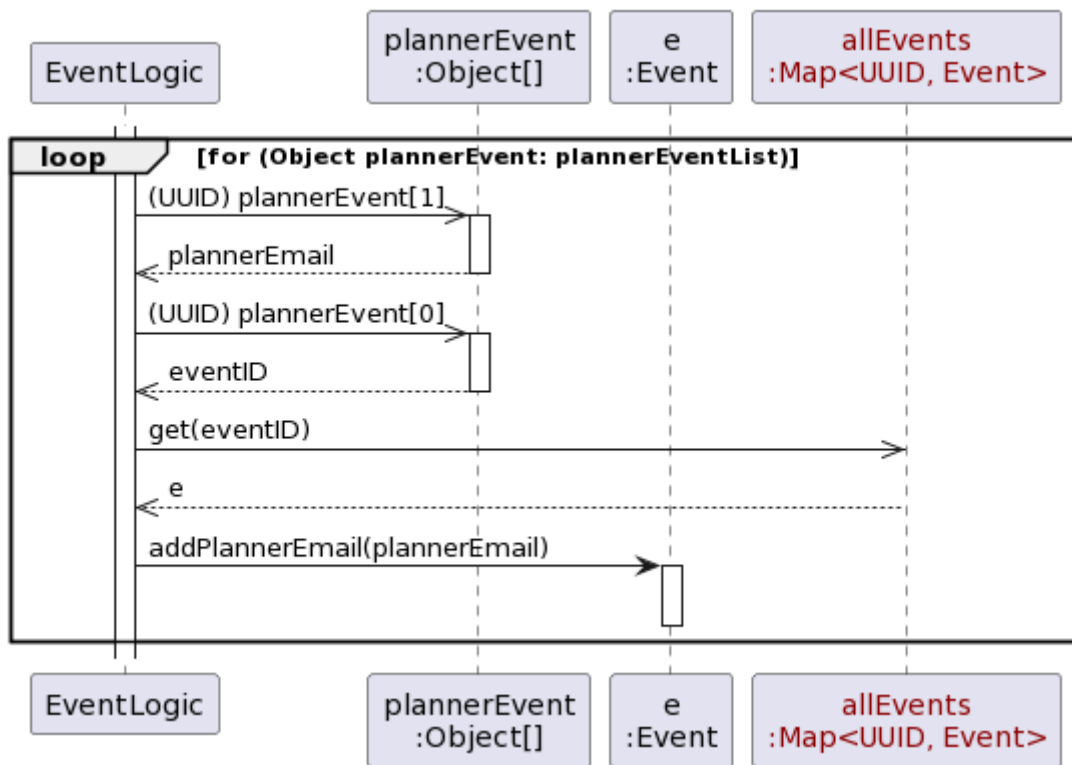 EventLogic
plannerEvent
:Object[]
e
:Event
allEvents
:Map<UUID, Event>
loop
[for (Object plannerEvent: plannerEventList)]
(UUID) plannerEvent[1]
plannerEmail
(UUID) plannerEvent[0]
eventID
get(eventID)
e
addPlannerEmail(plannerEmail)
EventLogic
plannerEvent
:Object[]
e
:Event
allEvents
:Map<UUID, Event>